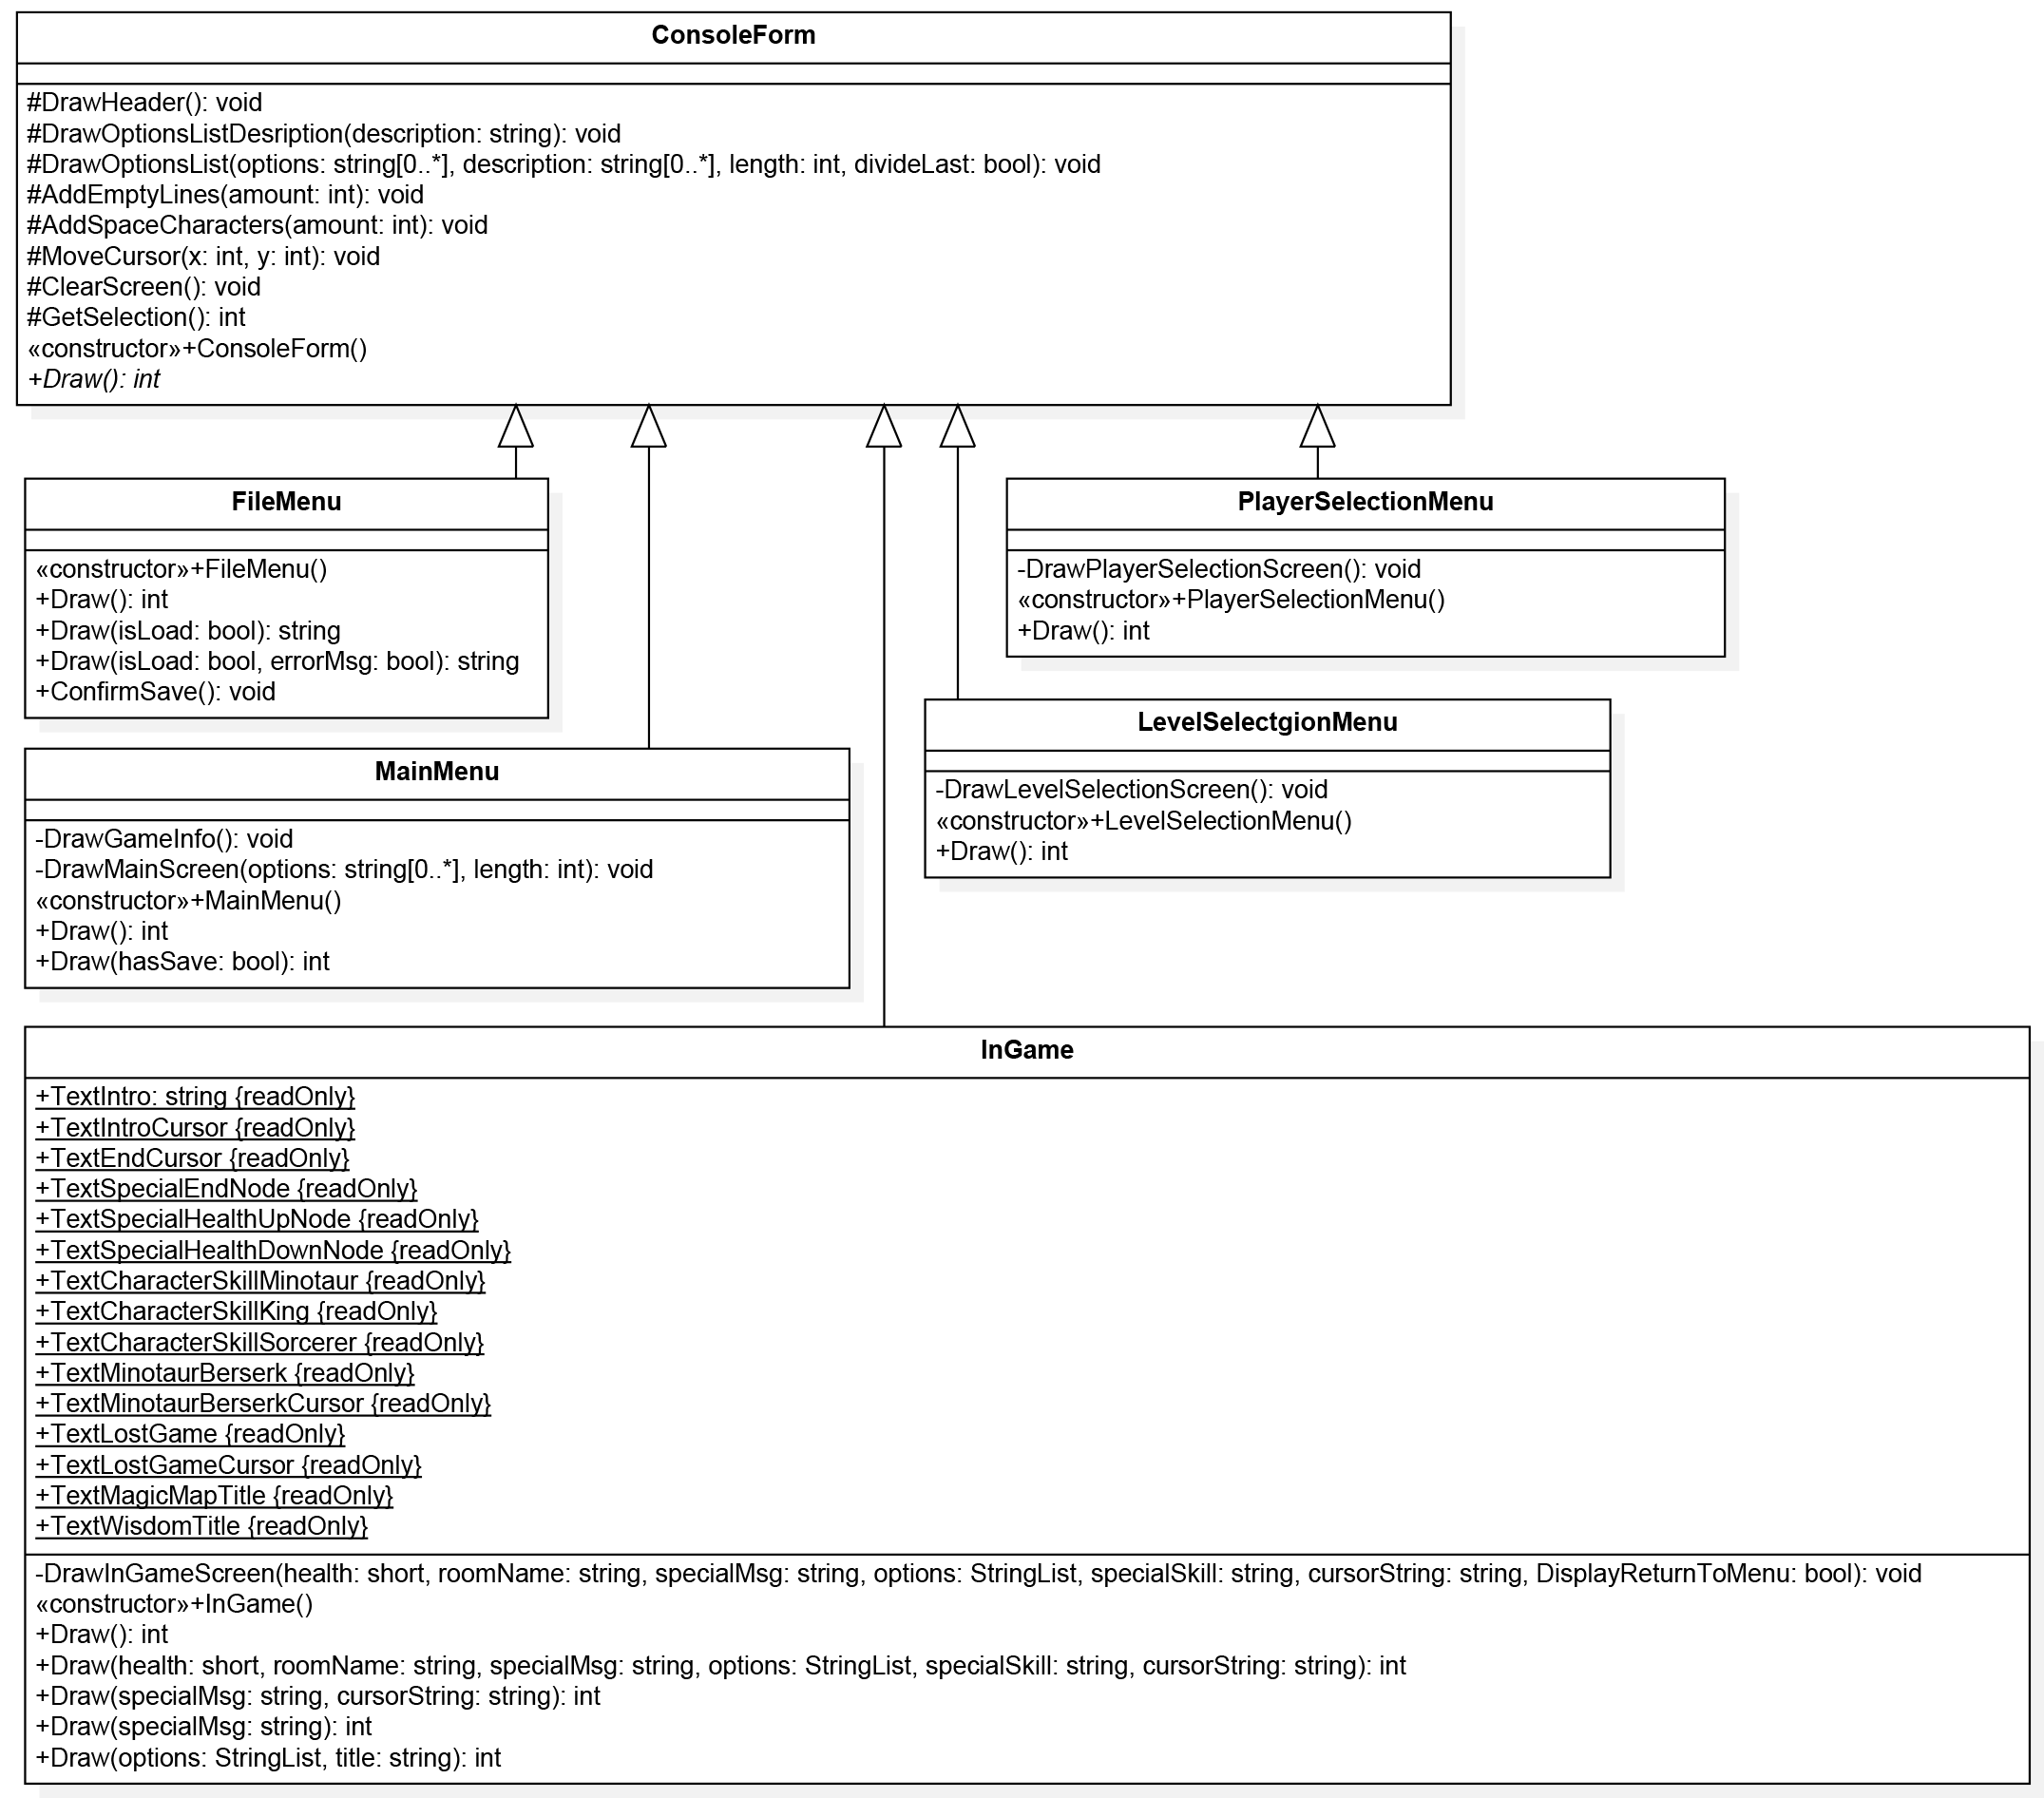 ConsoleForm
#DrawHeader(): void
#DrawOptionsListDesription(description: string): void
#DrawOptionsList(options: string[0..*], description: string[0..*], length: int, divideLast: bool): void
#AddEmptyLines(amount: int): void
#AddSpaceCharacters(amount: int): void
#MoveCursor(x: int, y: int): void
#ClearScreen(): void
#GetSelection(): int
«constructor»+ConsoleForm()
+Draw(): int
FileMenu
«constructor»+FileMenu()
+Draw(): int
+Draw(isLoad: bool): string
+Draw(isLoad: bool, errorMsg: bool): string
+ConfirmSave(): void
PlayerSelectionMenu
-DrawPlayerSelectionScreen(): void
«constructor»+PlayerSelectionMenu()
+Draw(): int
LevelSelectgionMenu
-DrawLevelSelectionScreen(): void
«constructor»+LevelSelectionMenu()
+Draw(): int
MainMenu
-DrawGameInfo(): void
-DrawMainScreen(options: string[0..*], length: int): void
«constructor»+MainMenu()
+Draw(): int
+Draw(hasSave: bool): int
InGame
+TextIntro: string {readOnly}
+TextIntroCursor {readOnly}
+TextEndCursor {readOnly}
+TextSpecialEndNode {readOnly}
+TextSpecialHealthUpNode {readOnly}
+TextSpecialHealthDownNode {readOnly}
+TextCharacterSkillMinotaur {readOnly}
+TextCharacterSkillKing {readOnly}
+TextCharacterSkillSorcerer {readOnly}
+TextMinotaurBerserk {readOnly}
+TextMinotaurBerserkCursor {readOnly}
+TextLostGame {readOnly}
+TextLostGameCursor {readOnly}
+TextMagicMapTitle {readOnly}
+TextWisdomTitle {readOnly}
-DrawInGameScreen(health: short, roomName: string, specialMsg: string, options: StringList, specialSkill: string, cursorString: string, DisplayReturnToMenu: bool): void
«constructor»+InGame()
+Draw(): int
+Draw(health: short, roomName: string, specialMsg: string, options: StringList, specialSkill: string, cursorString: string): int
+Draw(specialMsg: string, cursorString: string): int
+Draw(specialMsg: string): int
+Draw(options: StringList, title: string): int